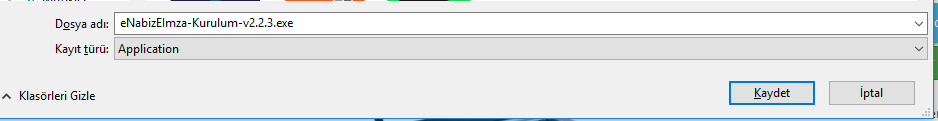 Dosya adı: eNabizElmza-Kurulum-v2.2.3.exe
Kayıt türü: Application
Klasörleri Gizle Kaydet İptal